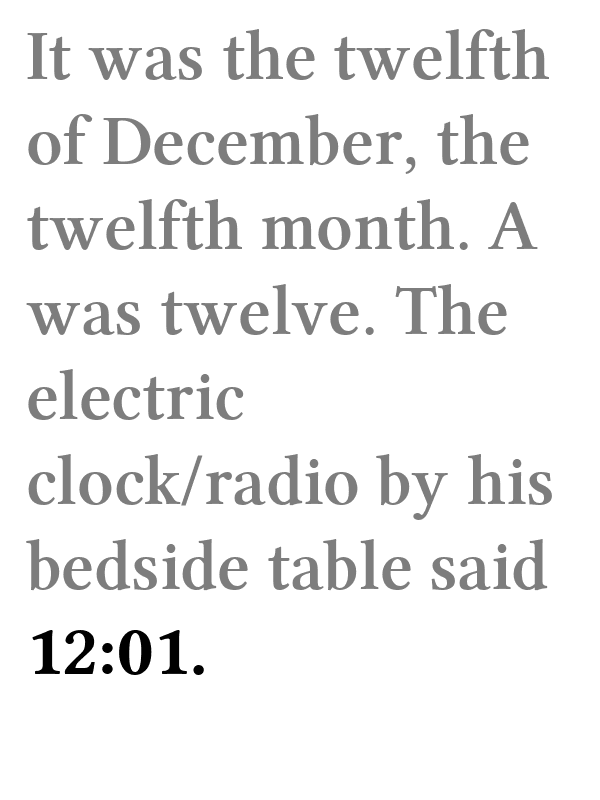 It was the twelfth
of December, the
twelfth month. A
was twelve. The
electric
clock/radio by his
bedside table said
12:01.